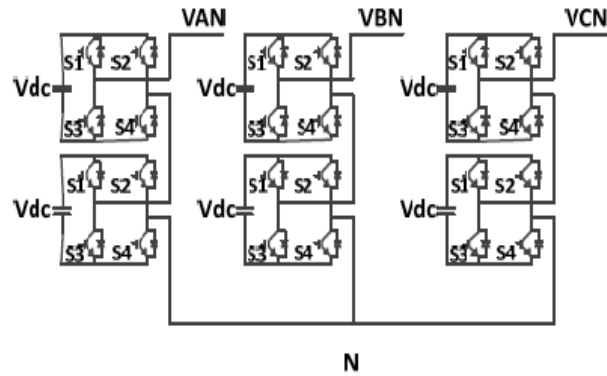 VAN VBN VCN
S1 S2 S1 S2 S1 S2
Vdc Vdc Vdc
S3 S4 S3 S4 S3 S4
S1 S2 S1 S2 S1 S2
Vdc Vdc Vdc
S3 S4 S3 S4 S3 S4
N